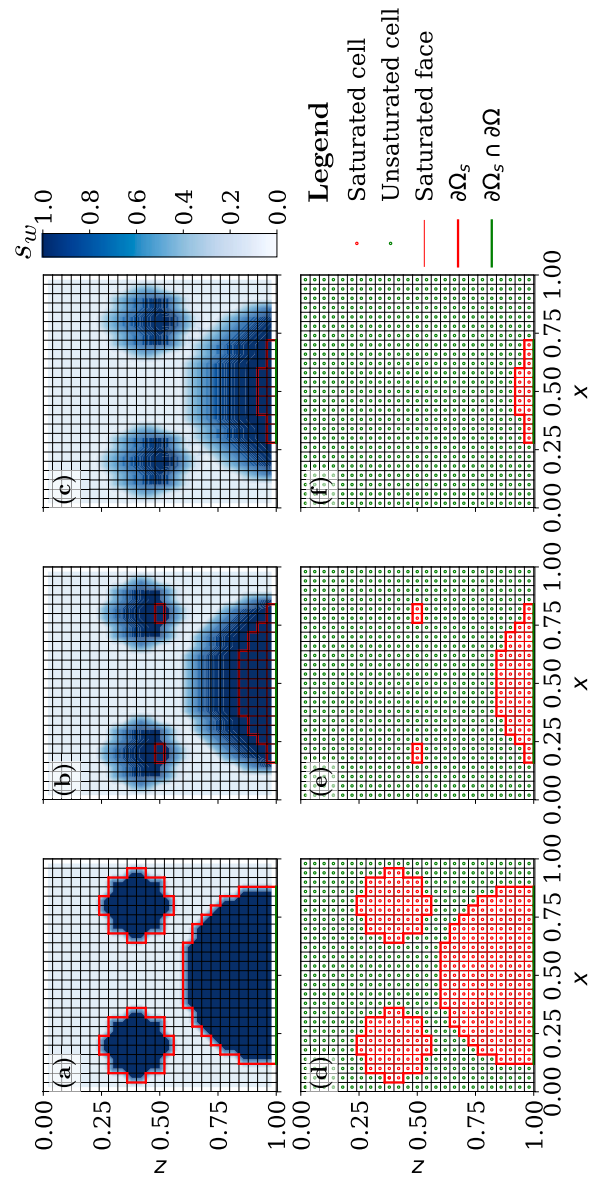 (a)
(b)
(c)
s_w
1.0
0.8
0.6
0.4
0.2
0.0
0.00
0.25
0.50
0.75
1.00
z
(d)
(e)
(f)
0.00
0.25
0.50
0.75
1.00
z
0.00 0.25 0.50 0.75 1.00
x
0.00 0.25 0.50 0.75 1.00
x
0.00 0.25 0.50 0.75 1.00
x
Legend
Saturated cell
Unsaturated cell
Saturated face
∂Ωs
∂Ωs ∩ ∂Ω